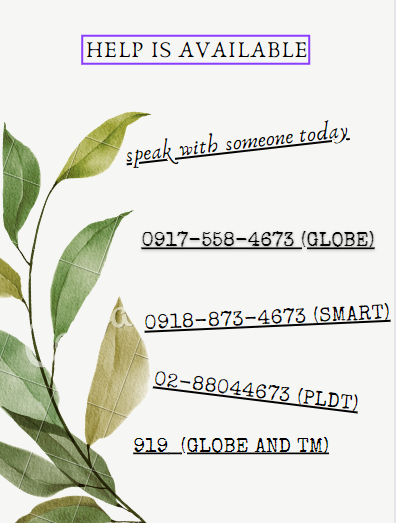 HELP IS AVAILABLE
speak with someone today
0917-558-4673 (GLOBE)
0918-873-4673 (SMART)
02-88044673 (PLDT)
919 (GLOBE AND TM)